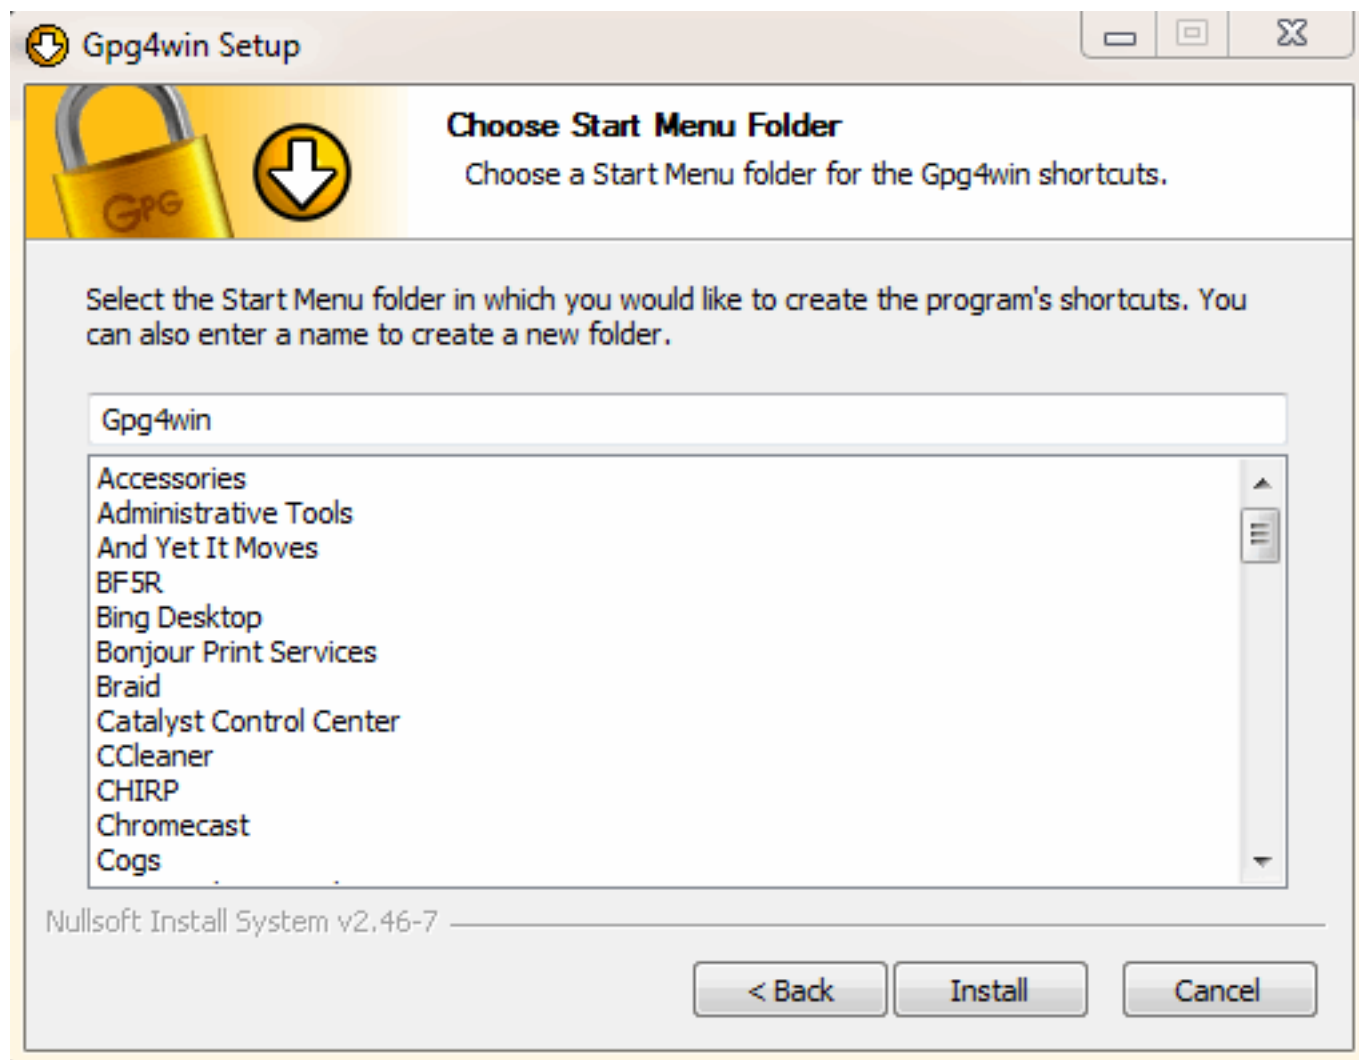 Gpg4win Setup
GPG
Choose Start Menu Folder
Choose a Start Menu folder for the Gpg4win shortcuts.
Select the Start Menu folder in which you would like to create the program's shortcuts. You
can also enter a name to create a new folder.
Gpg4win
Accessories
Administrative Tools
And Yet It Moves
BF5R
Bing Desktop
Bonjour Print Services
Braid
Catalyst Control Center
CCleaner
CHIRP
Chromecast
Cogs
Nullsoft Install System v2.46-7
< Back
Install
Cancel